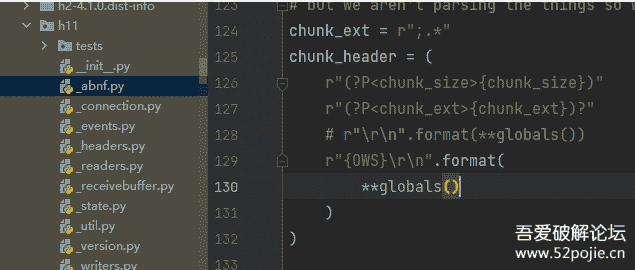 h2-4.1.0.dist-info
h11
tests
__init__.py
_abnf.py
_connection.py
_events.py
_headers.py
_readers.py
_receivebuffer.py
_state.py
_util.py
_version.py
writers.py
123 # but we aren't parsing the things so
124 chunk_ext = r";.*"
125 chunk_header = (
126 r"(?P<chunk_size>{chunk_size})"
127 r"(?P<chunk_ext>{chunk_ext})?"
128 # r"\r\n".format(**globals())
129 r"{OWS}\r\n".format(
130 **globals()
131 )
132 )
吾爱破解论坛
www.52pojie.cn